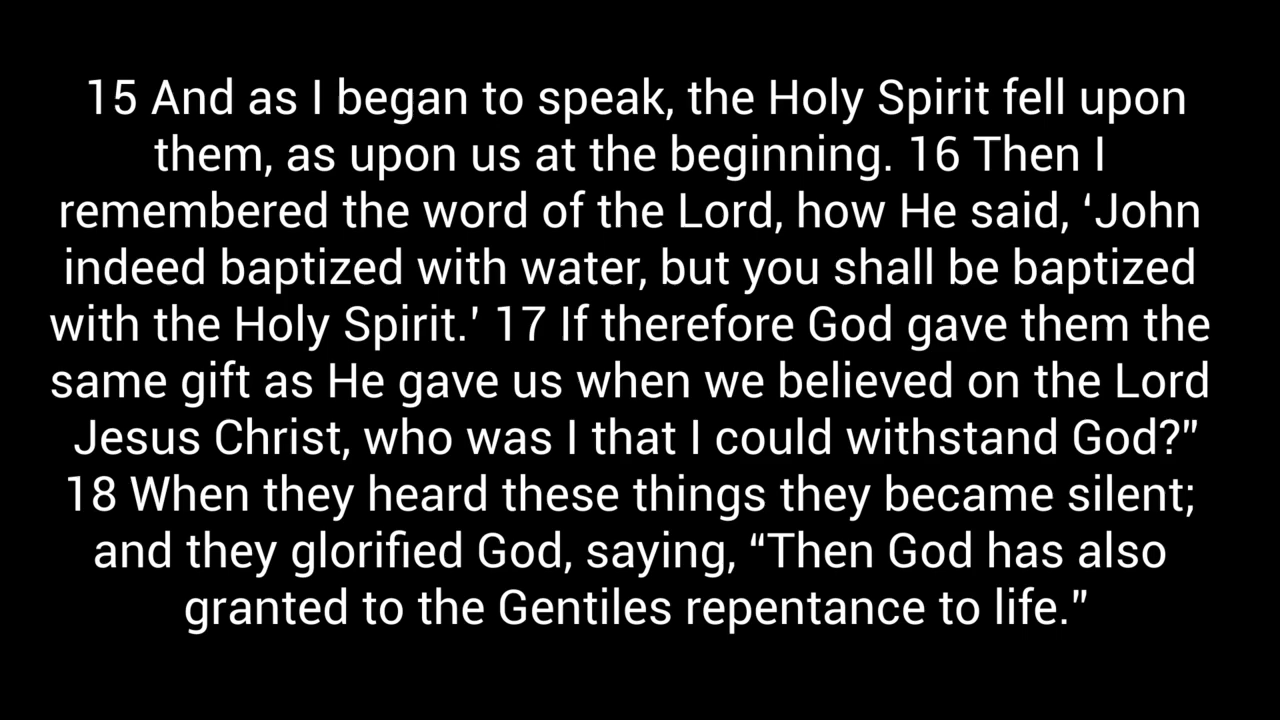 15 And as I began to speak, the Holy Spirit fell upon
them, as upon us at the beginning. 16 Then I
remembered the word of the Lord, how He said, ‘John
indeed baptized with water, but you shall be baptized
with the Holy Spirit.’ 17 If therefore God gave them the
same gift as He gave us when we believed on the Lord
Jesus Christ, who was I that I could withstand God?”
18 When they heard these things they became silent;
and they glorified God, saying, “Then God has also
granted to the Gentiles repentance to life.”